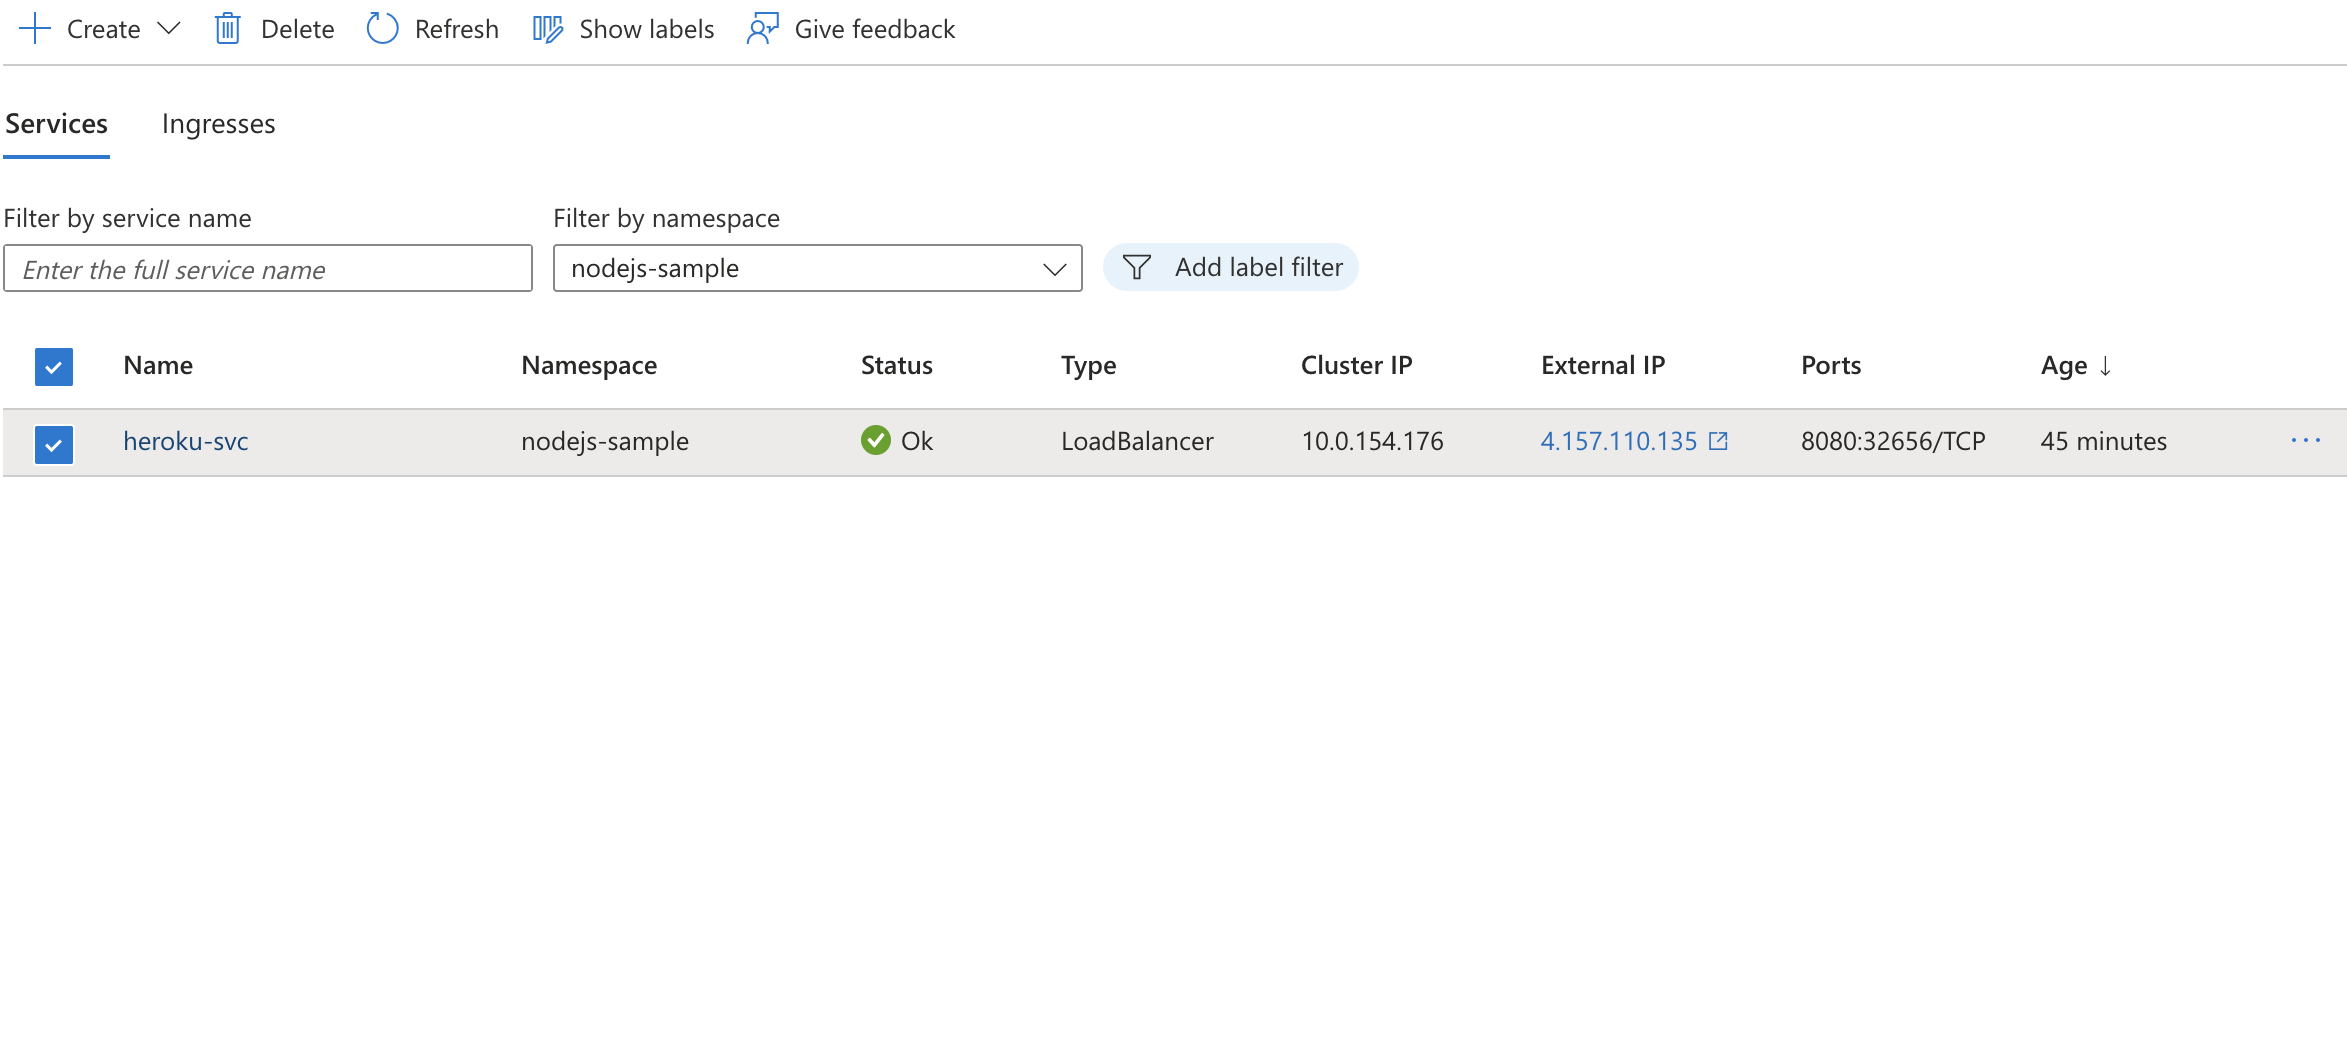 Create Delete Refresh Show labels Give feedback
Services Ingresses
Filter by service name Filter by namespace
Enter the full service name nodejs-sample Add label filter
Name Namespace Status Type Cluster IP External IP Ports Age ↓
heroku-svc nodejs-sample Ok LoadBalancer 10.0.154.176 4.157.110.135 8080:32656/TCP 45 minutes ...